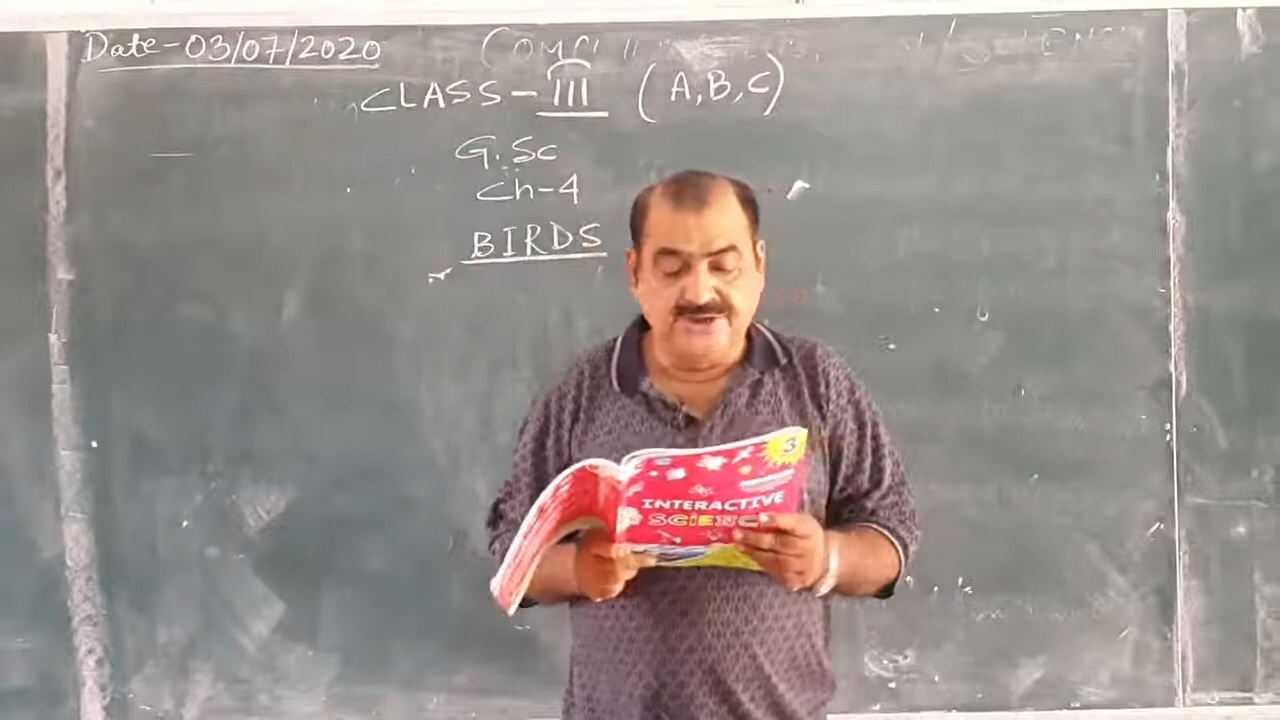 Date-03/07/2020
CLASS-III (A,B,C)
G.Sc
Ch-4
BIRDS
3
INTERACTIVE